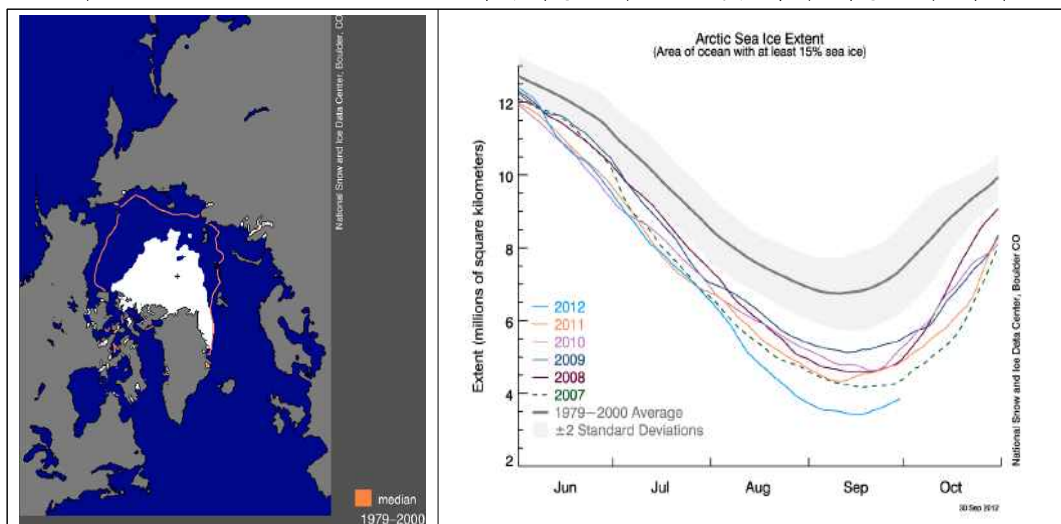 National Snow and Ice Data Center, Boulder, CO
median
1979–2000
Arctic Sea Ice Extent
(Area of ocean with at least 15% sea ice)
Extent (millions of square kilometers)
12
10
8
6
4
2
2012
2011
2010
2009
2008
2007
1979–2000 Average
±2 Standard Deviations
Jun
Jul
Aug
Sep
Oct
National Snow and Ice Data Center, Boulder CO
30 Sep 2012